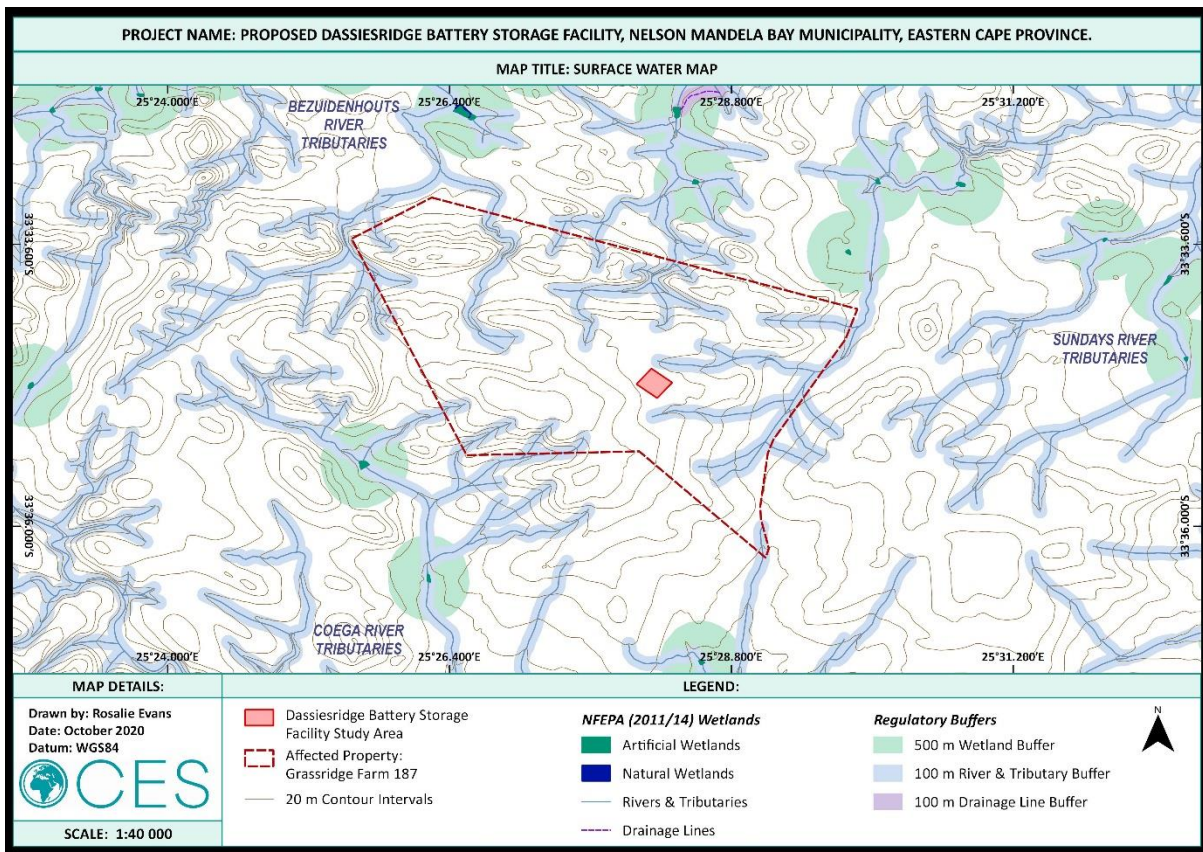 PROJECT NAME: PROPOSED DASSIESRIDGE BATTERY STORAGE FACILITY, NELSON MANDELA BAY MUNICIPALITY, EASTERN CAPE PROVINCE.
MAP TITLE: SURFACE WATER MAP
25°24.000'E
25°26.400'E
25°28.800'E
25°31.200'E
BEZUIDENHOUTS
RIVER
TRIBUTARIES
33°33.600'S
33°33.600'S
SUNDAYS RIVER
TRIBUTARIES
33°36.000'S
33°36.000'S
COEGA RIVER
TRIBUTARIES
25°24.000'E
25°26.400'E
25°28.800'E
25°31.200'E
MAP DETAILS:
Drawn by: Rosalie Evans
Date: October 2020
Datum: WGS84
CES
SCALE: 1:40 000
LEGEND:
Dassiesridge Battery Storage
Facility Study Area
Affected Property:
Grassridge Farm 187
20 m Contour Intervals
NFEPA (2011/14) Wetlands
Artificial Wetlands
Natural Wetlands
Rivers & Tributaries
Drainage Lines
Regulatory Buffers
500 m Wetland Buffer
100 m River & Tributary Buffer
100 m Drainage Line Buffer
N